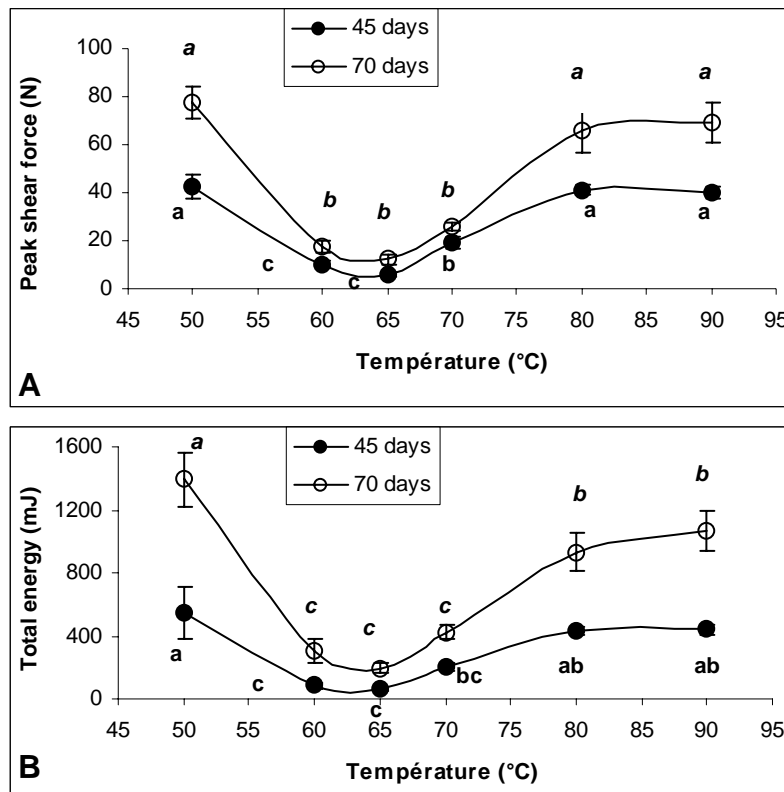 45 days
70 days
Peak shear force (N)
100
80
60
40
20
0
a
a
a
b
b
b
a
c
c
b
a
a
45 50 55 60 65 70 75 80 85 90 95
Température (°C)
A
45 days
70 days
Total energy (mJ)
1600
1200
800
400
0
a
b
b
c
c
c
a
c
c
bc
ab
ab
45 50 55 60 65 70 75 80 85 90 95
Température (°C)
B